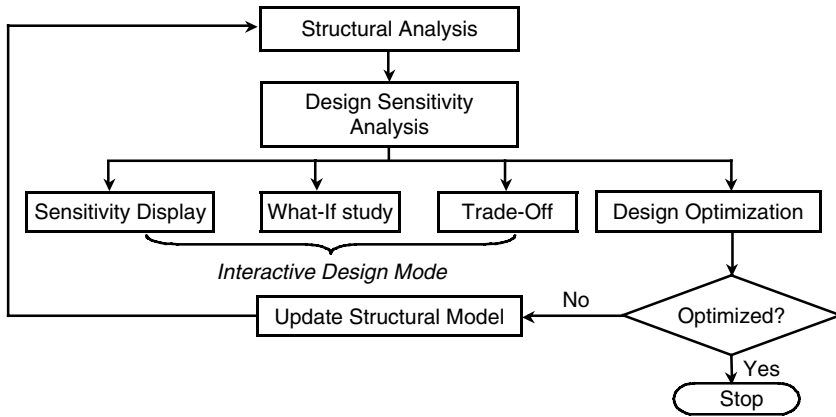 Structural Analysis
Design Sensitivity
Analysis
Sensitivity Display
What-If study
Trade-Off
Design Optimization
Interactive Design Mode
Update Structural Model
No
Optimized?
Yes
Stop